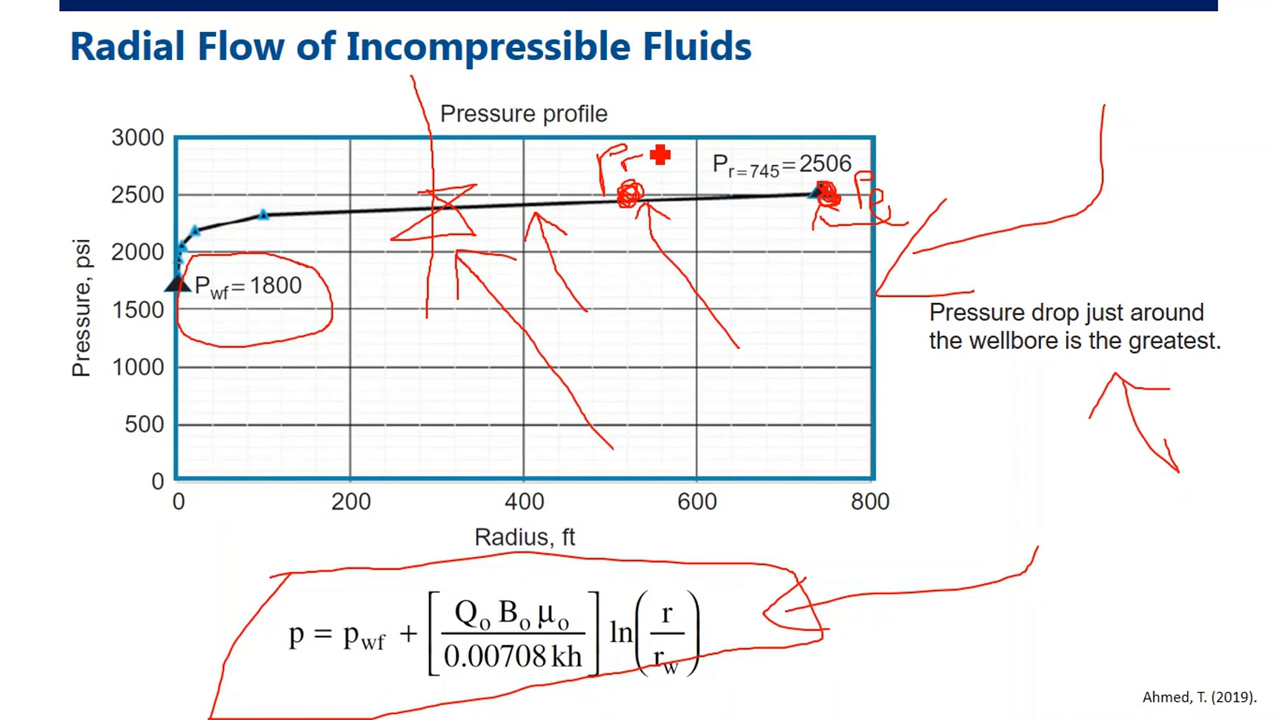 Radial Flow of Incompressible Fluids
Pressure profile
3000
2500
2000
1500
1000
500
0
Pressure, psi
P_wf = 1800
P_r
P_r=745 = 2506
P_e
0 200 400 600 800
Radius, ft
Pressure drop just around
the wellbore is the greatest.
p = p_wf + [Q_o B_o μ_o / 0.00708 kh] ln(r / r_w)
Ahmed, T. (2019).